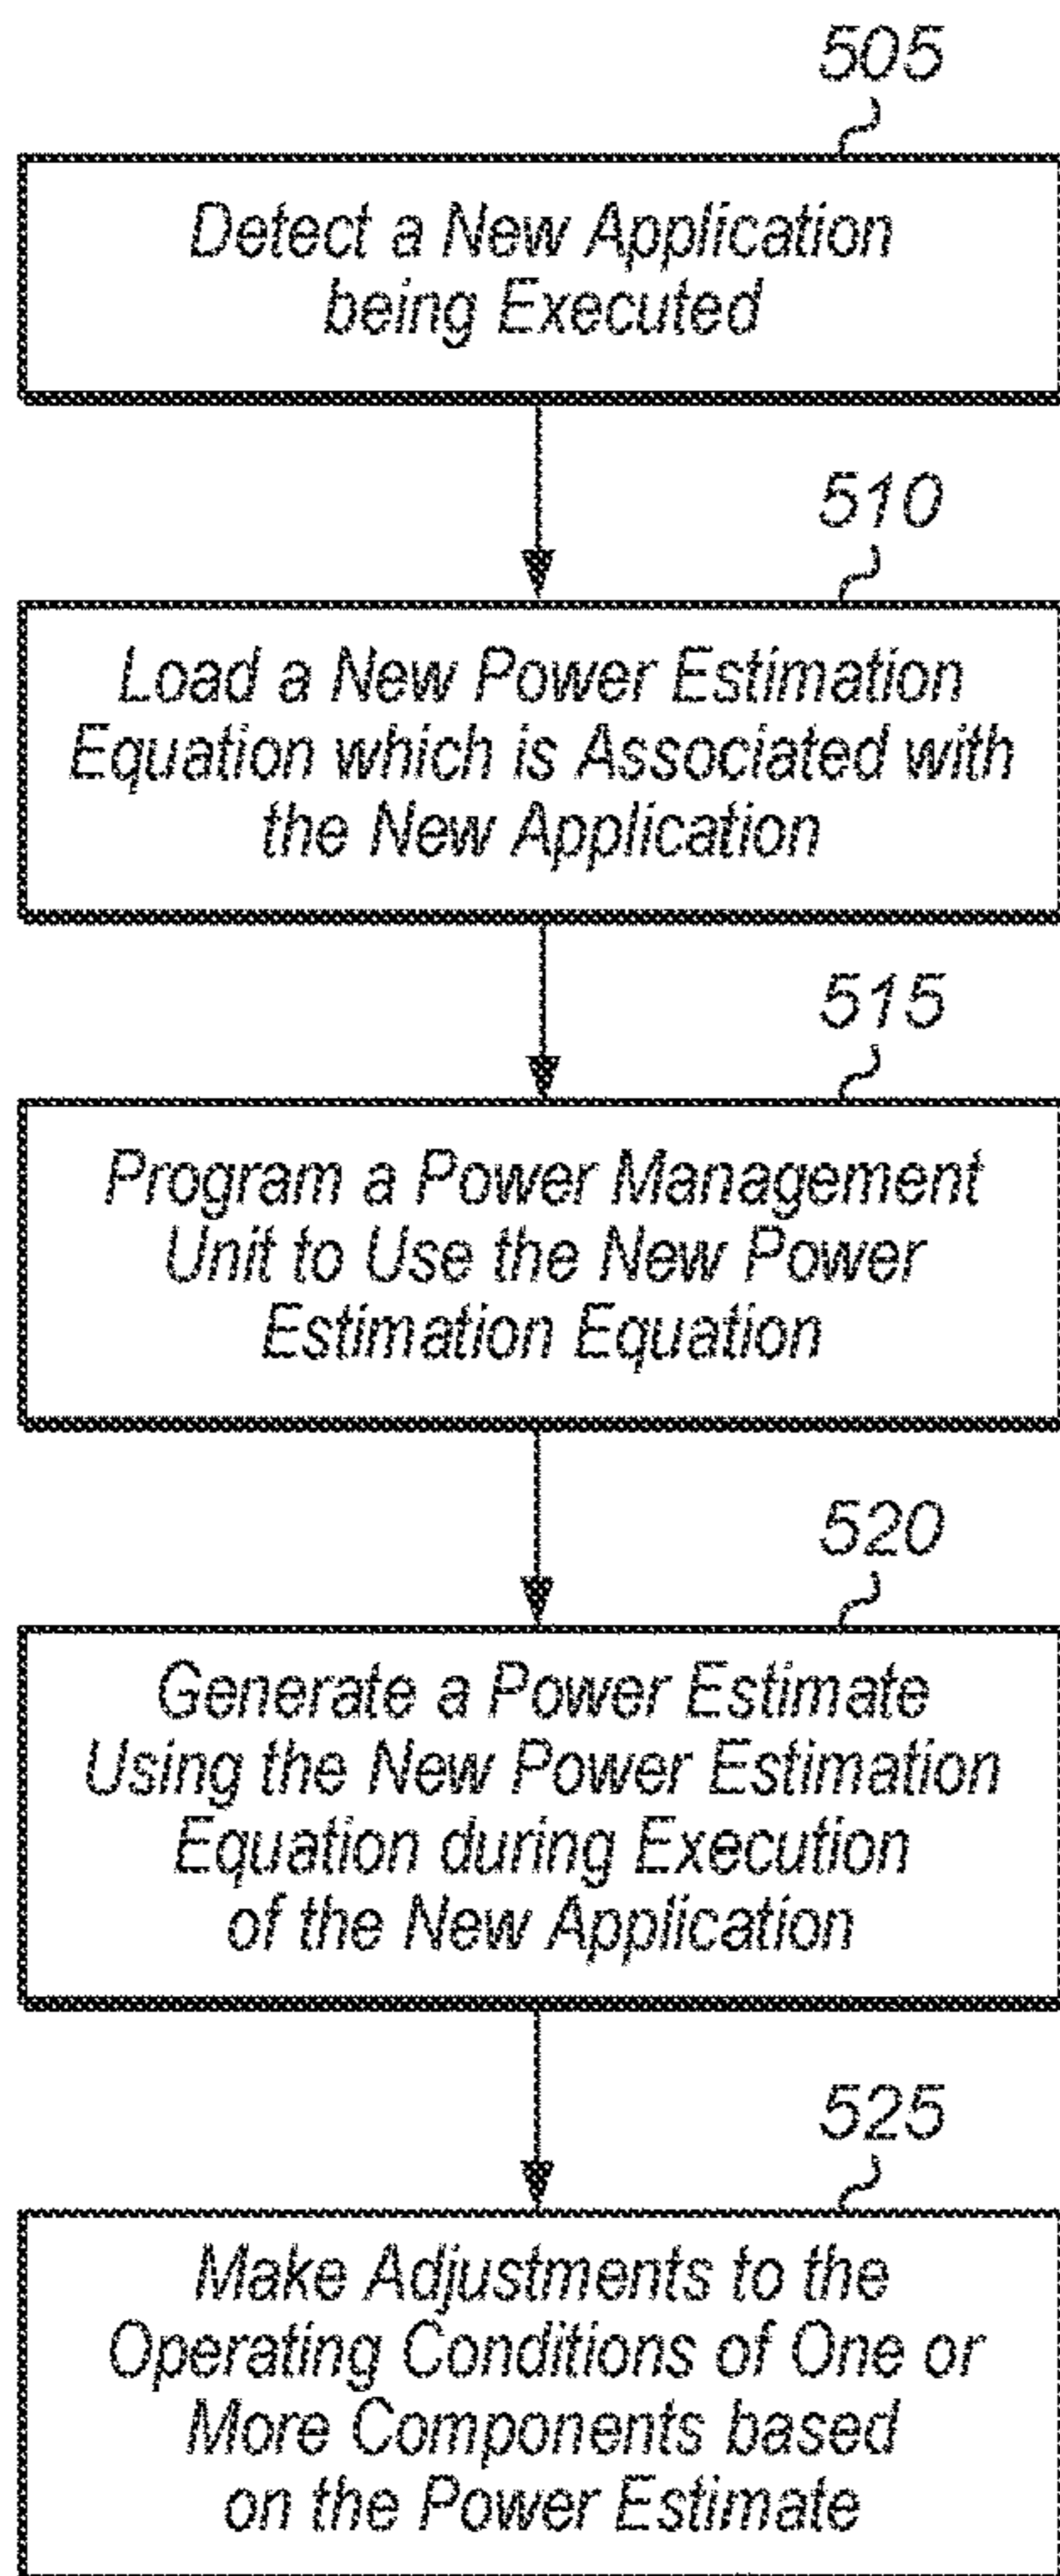 505
Detect a New Application
being Executed
510
Load a New Power Estimation
Equation which is Associated with
the New Application
515
Program a Power Management
Unit to Use the New Power
Estimation Equation
520
Generate a Power Estimate
Using the New Power Estimation
Equation during Execution
of the New Application
525
Make Adjustments to the
Operating Conditions of One or
More Components based
on the Power Estimate